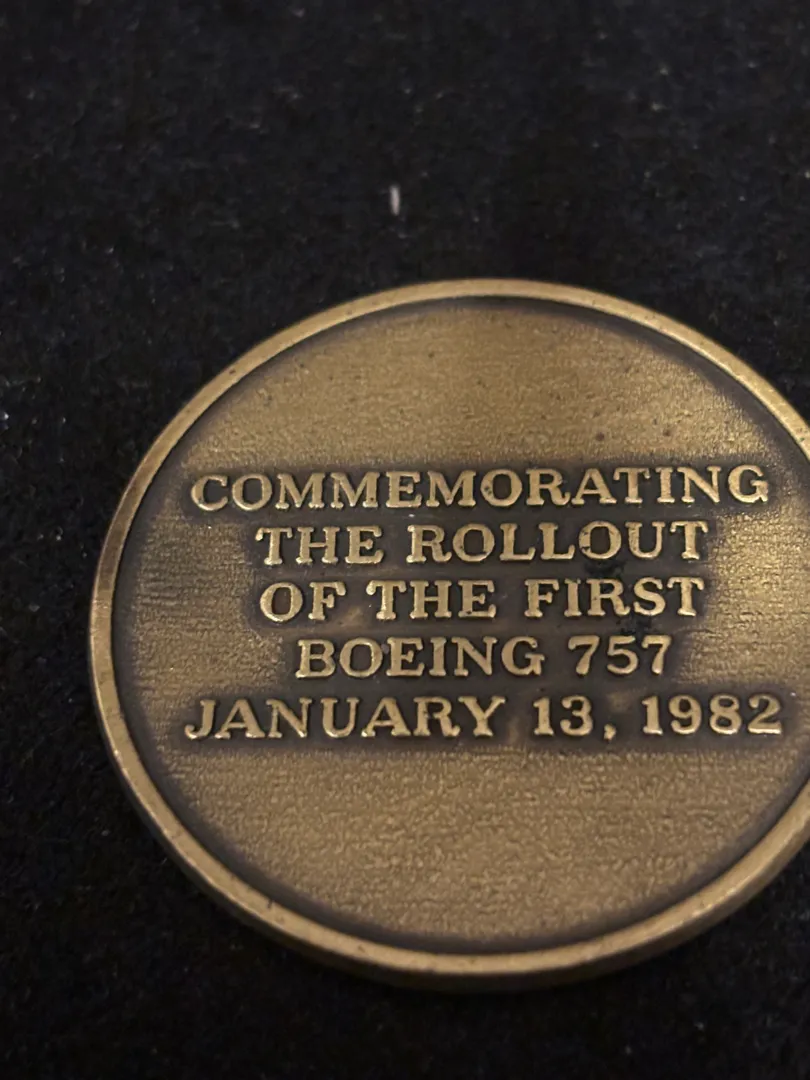 COMMEMORATING
THE ROLLOUT
OF THE FIRST
BOEING 757
JANUARY 13, 1982